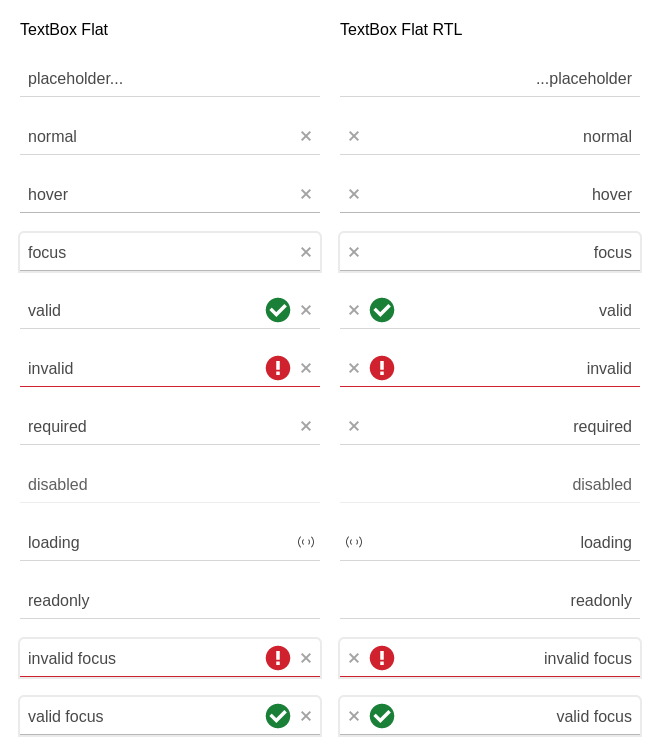 TextBox Flat
TextBox Flat RTL
placeholder...
...placeholder
normal
normal
hover
hover
focus
focus
valid
valid
invalid
invalid
required
required
disabled
disabled
loading
loading
readonly
readonly
invalid focus
invalid focus
valid focus
valid focus